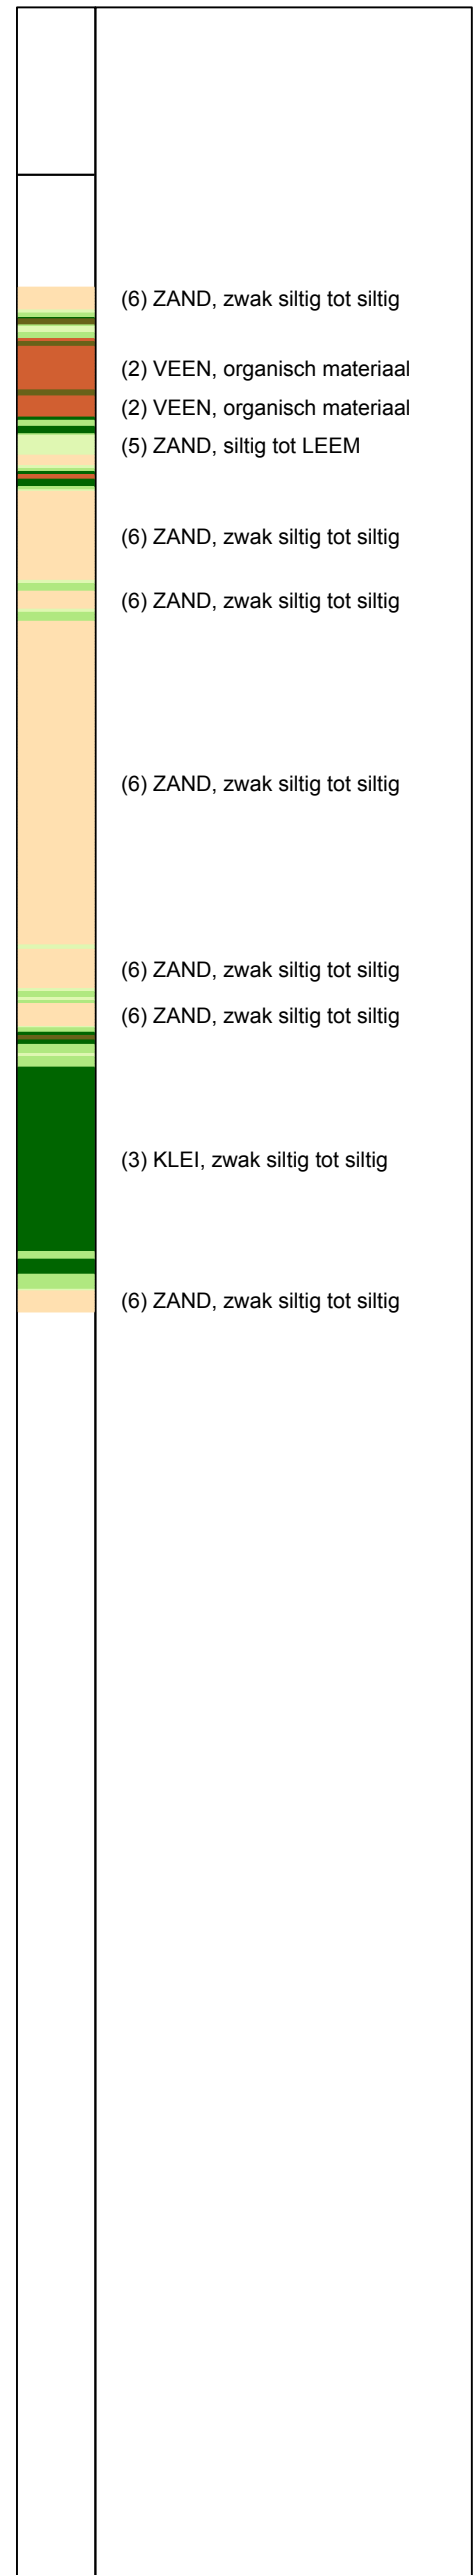 (6) ZAND, zwak siltig tot siltig
(2) VEEN, organisch materiaal
(2) VEEN, organisch materiaal
(5) ZAND, siltig tot LEEM
(6) ZAND, zwak siltig tot siltig
(6) ZAND, zwak siltig tot siltig
(6) ZAND, zwak siltig tot siltig
(6) ZAND, zwak siltig tot siltig
(6) ZAND, zwak siltig tot siltig
(3) KLEI, zwak siltig tot siltig
(6) ZAND, zwak siltig tot siltig